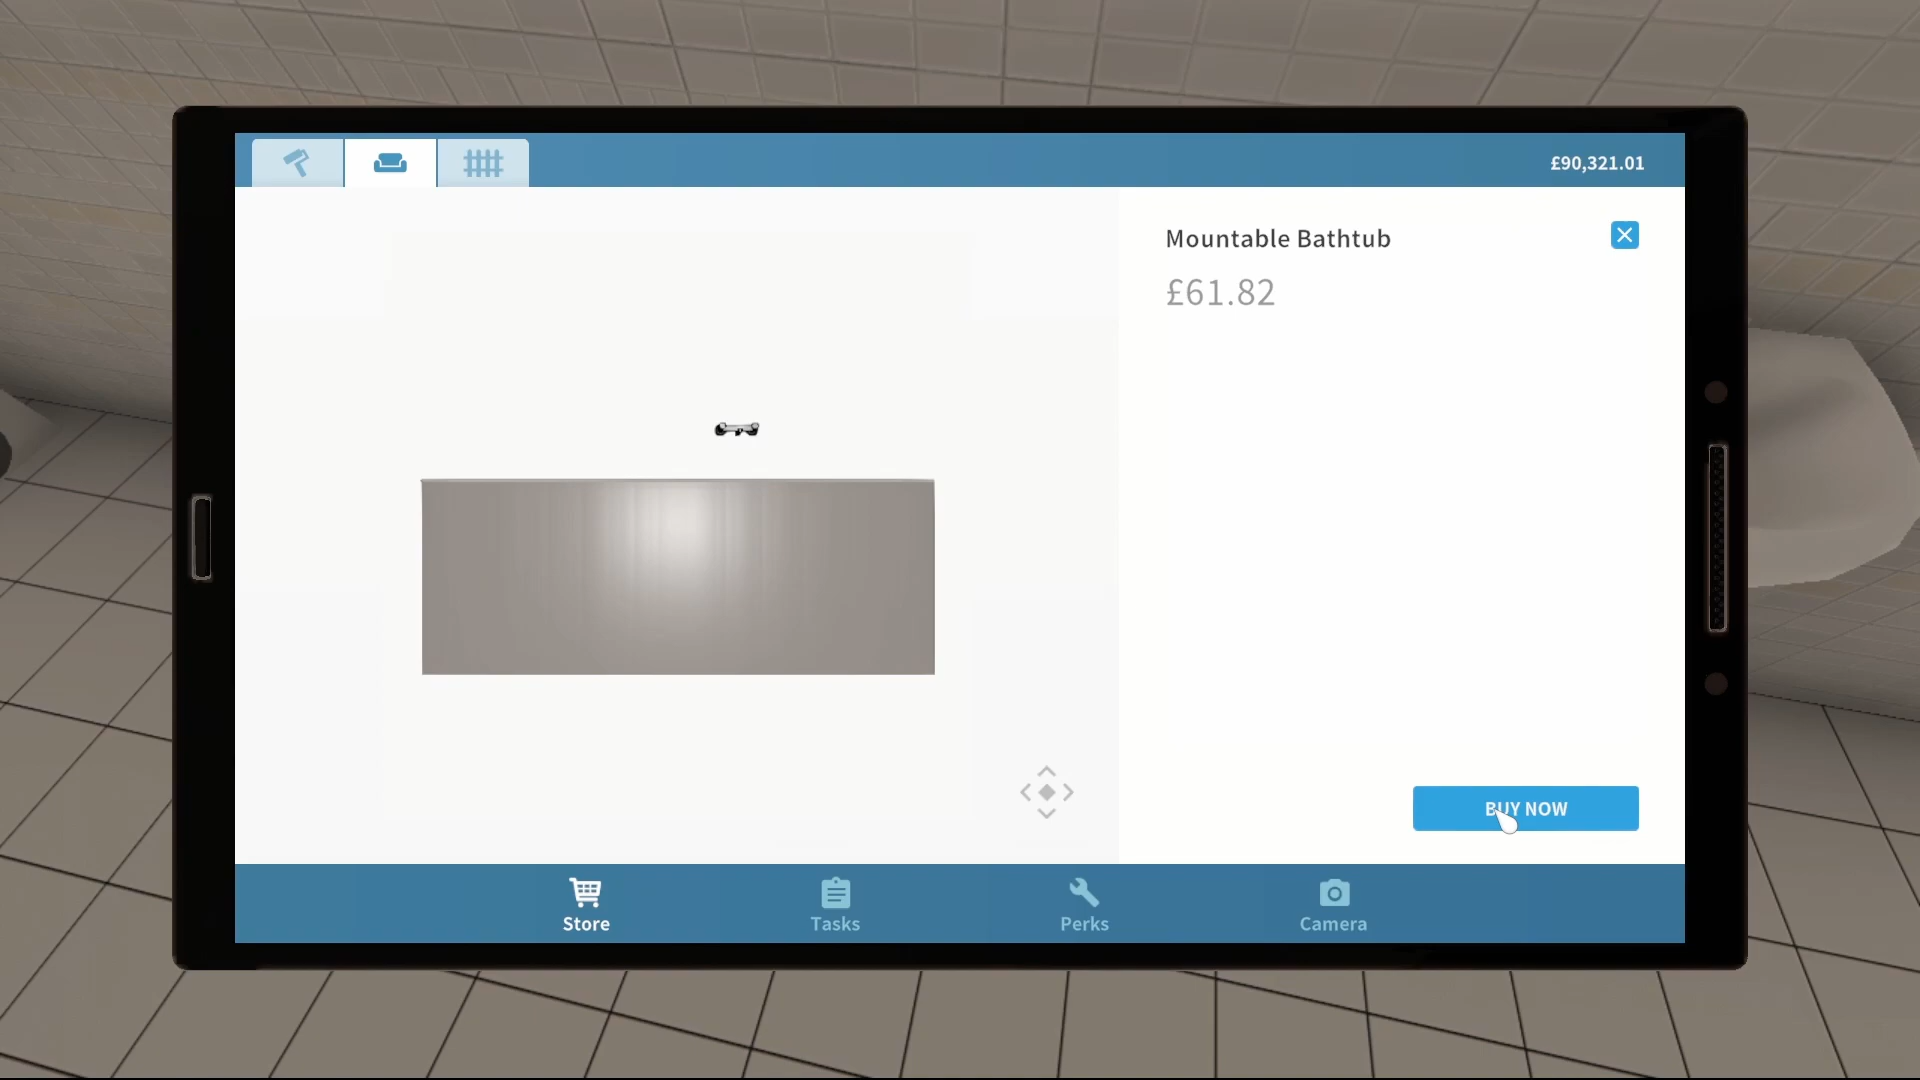 £90,321.01
Mountable Bathtub
£61.82
BUY NOW
Store
Tasks
Perks
Camera